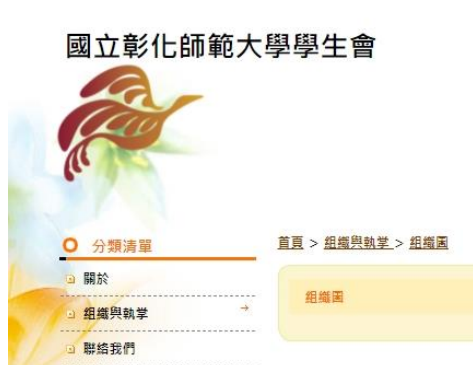 國立彰化師範大學學生會
分類清單
首頁 > 組織與執掌 > 組織圖
關於
組織圖
組織與執掌
聯絡我們